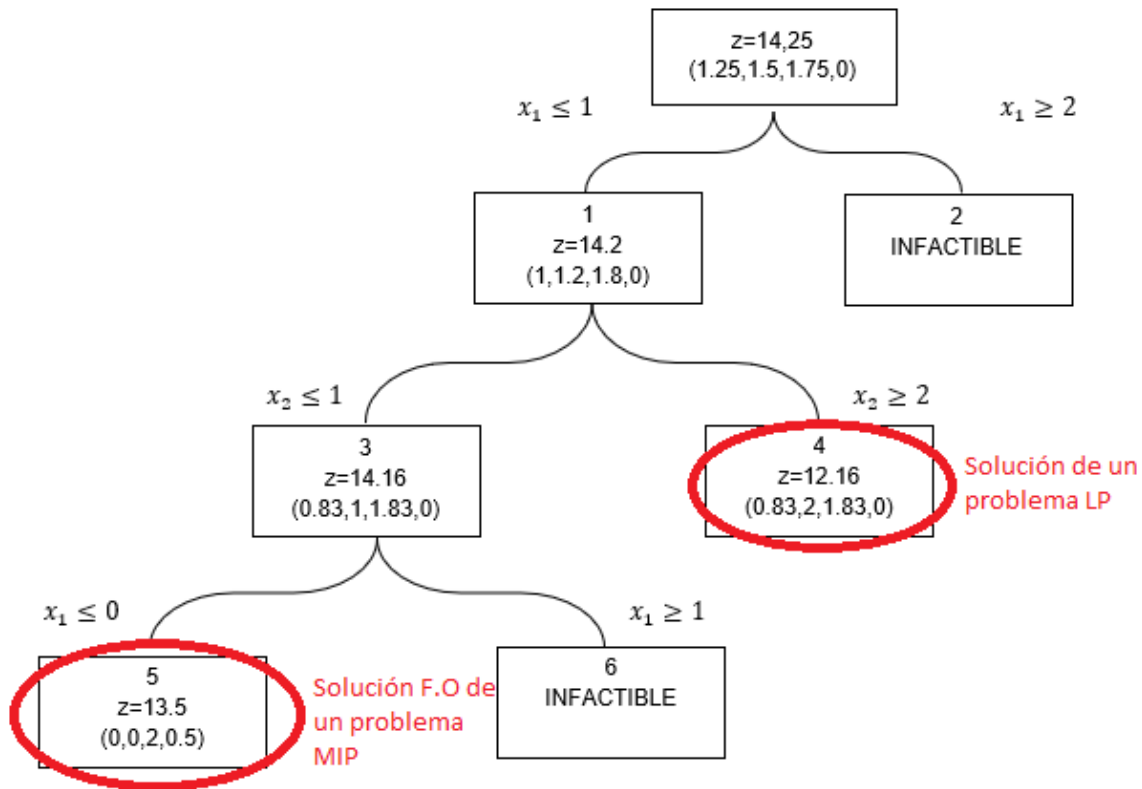 z=14,25
(1.25,1.5,1.75,0)
x₁ ≤ 1
x₁ ≥ 2
1
z=14.2
(1,1.2,1.8,0)
2
INFACTIBLE
x₂ ≤ 1
x₂ ≥ 2
3
z=14.16
(0.83,1,1.83,0)
4
z=12.16
(0.83,2,1.83,0)
Solución de un
problema LP
x₁ ≤ 0
x₁ ≥ 1
5
z=13.5
(0,0,2,0.5)
Solución F.O de
un problema
MIP
6
INFACTIBLE